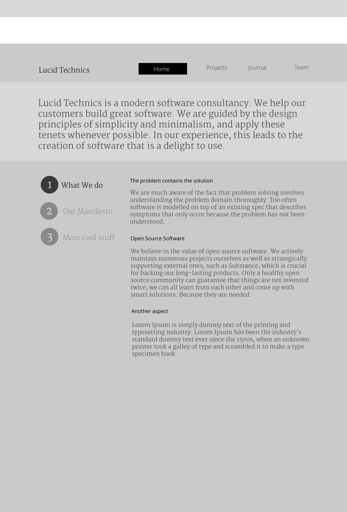 Lucid Technics
Home
Projects
Journal
Team
Lucid Technics is a modern software consultancy. We help our
customers build great software. We are guided by the design
principles of simplicity and minimalism, and apply these
tenets whenever possible. In our experience, this leads to the
creation of software that is a delight to use.
1 What We do
2 Our Manifesto
3 More cool stuff
The problem contains the solution
We are much aware of the fact that problem solving involves
understanding the problem domain thoroughly. Too often
software is modelled on top of an existing spec that describes
symptoms that only occor because the problem has not been
understood.
Open Source Software
We believe in the value of open source software. We actively
maintain numerous projects ourselves as well as strategically
supporting external ones, such as Substance, which is crucial
for backing our long-lasting products. Only a healthy open
source community can guarantee that things are not invented
twice, we can all learn from each other and come up with
smart solutions. Because they are needed.
Another aspect
Lorem Ipsum is simply dummy text of the printing and
typesetting industry. Lorem Ipsum has been the industry's
standard dummy text ever since the 1500s, when an unknown
printer took a galley of type and scrambled it to make a type
specimen book.